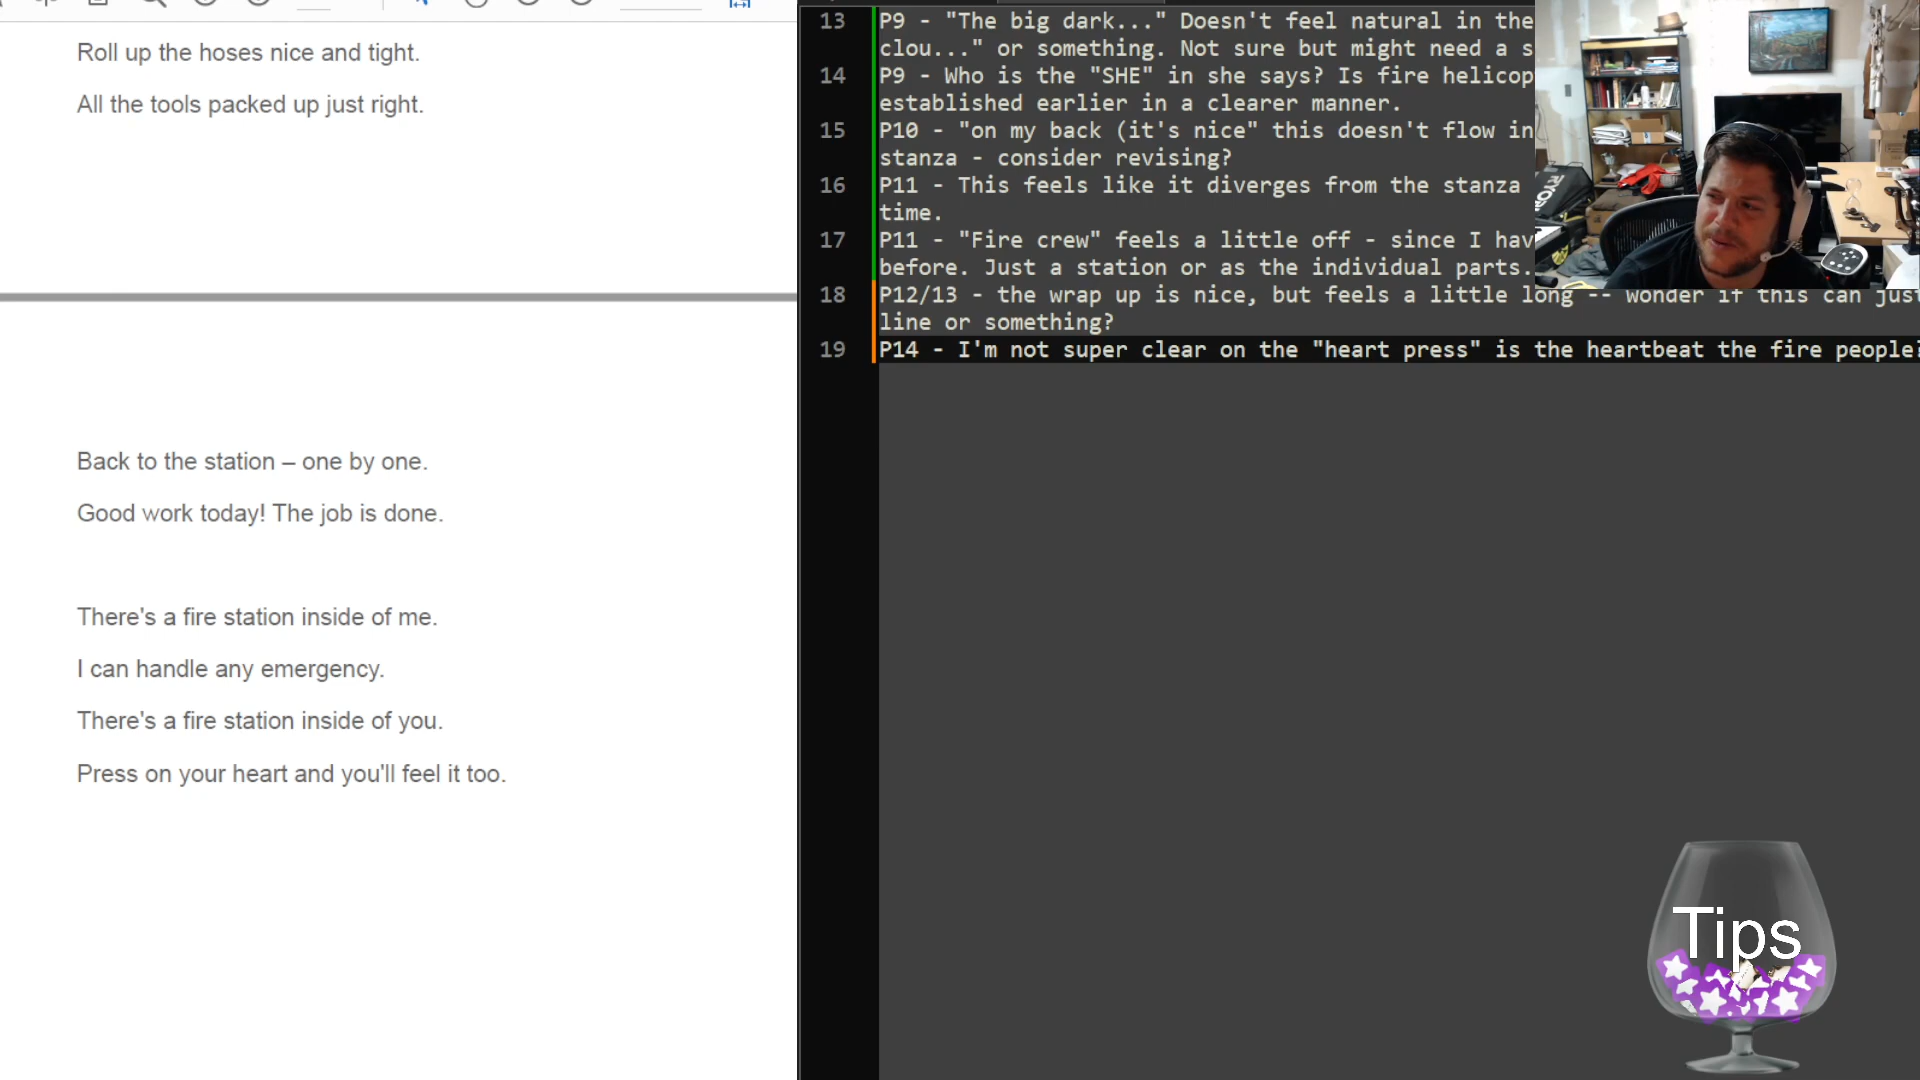 Roll up the hoses nice and tight.
All the tools packed up just right.
Back to the station – one by one.
Good work today! The job is done.
There's a fire station inside of me.
I can handle any emergency.
There's a fire station inside of you.
Press on your heart and you'll feel it too.
13 P9 - "The big dark..." Doesn't feel natural in the
clou..." or something. Not sure but might need a s
14 P9 - Who is the "SHE" in she says? Is fire helicop
established earlier in a clearer manner.
15 P10 - "on my back (it's nice" this doesn't flow in
stanza - consider revising?
16 P11 - This feels like it diverges from the stanza
time.
17 P11 - "Fire crew" feels a little off - since I hav
before. Just a station or as the individual parts.
18 P12/13 - the wrap up is nice, but feels a little long -- wonder if this can just
line or something?
19 P14 - I'm not super clear on the "heart press" is the heartbeat the fire people?
RYOBI
Tips